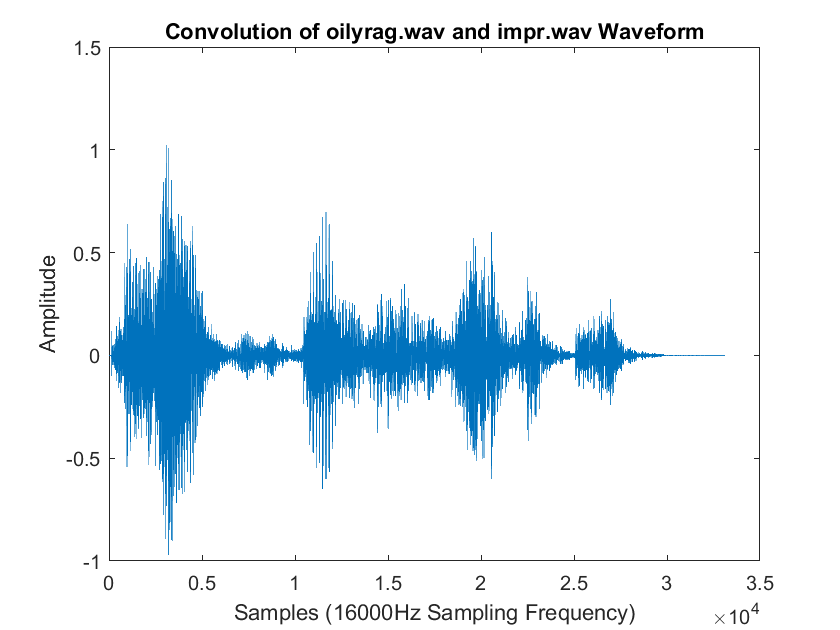 Convolution of oilyrag.wav and impr.wav Waveform
1.5
1
0.5
0
-0.5
-1
Amplitude
0 0.5 1 1.5 2 2.5 3 3.5
Samples (16000Hz Sampling Frequency)
×10⁴